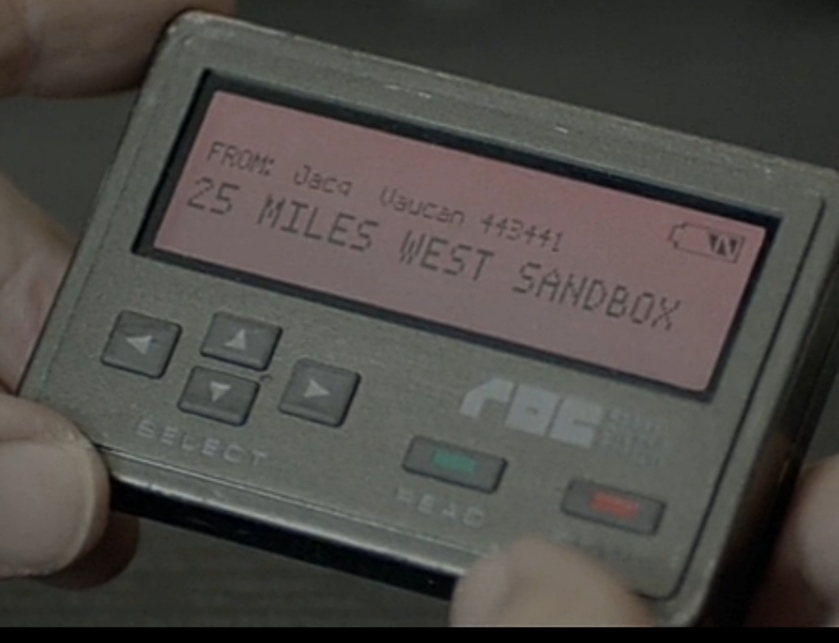 FROM: Jacq Vaucan 443441
25 MILES WEST SANDBOX
SELECT
roc
READ